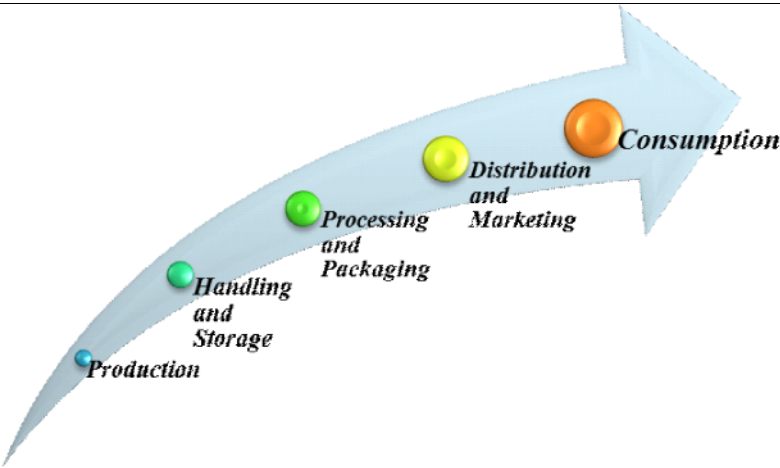 Production
Handling
and
Storage
Processing
and
Packaging
Distribution
and
Marketing
Consumption